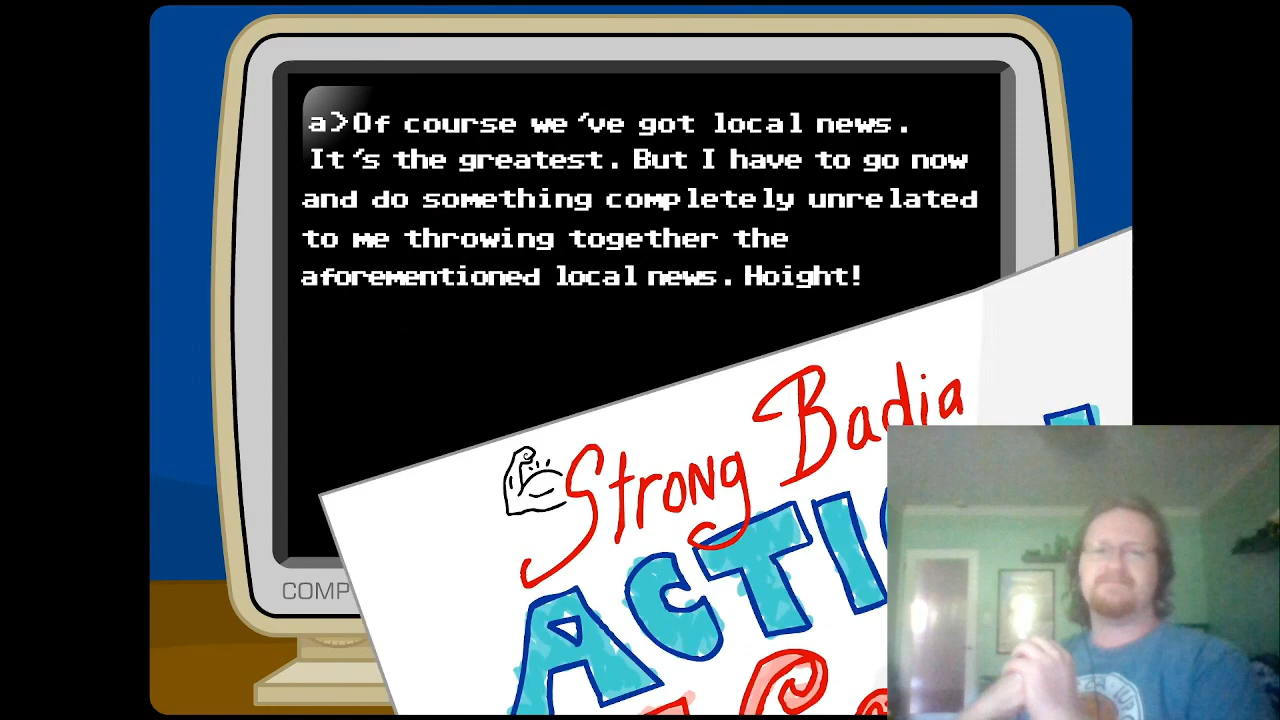 a>Of course we've got local news.
It's the greatest. But I have to go now
and do something completely unrelated
to me throwing together the
aforementioned local news. Hoight!
Strong Badia
ACTI
COMP